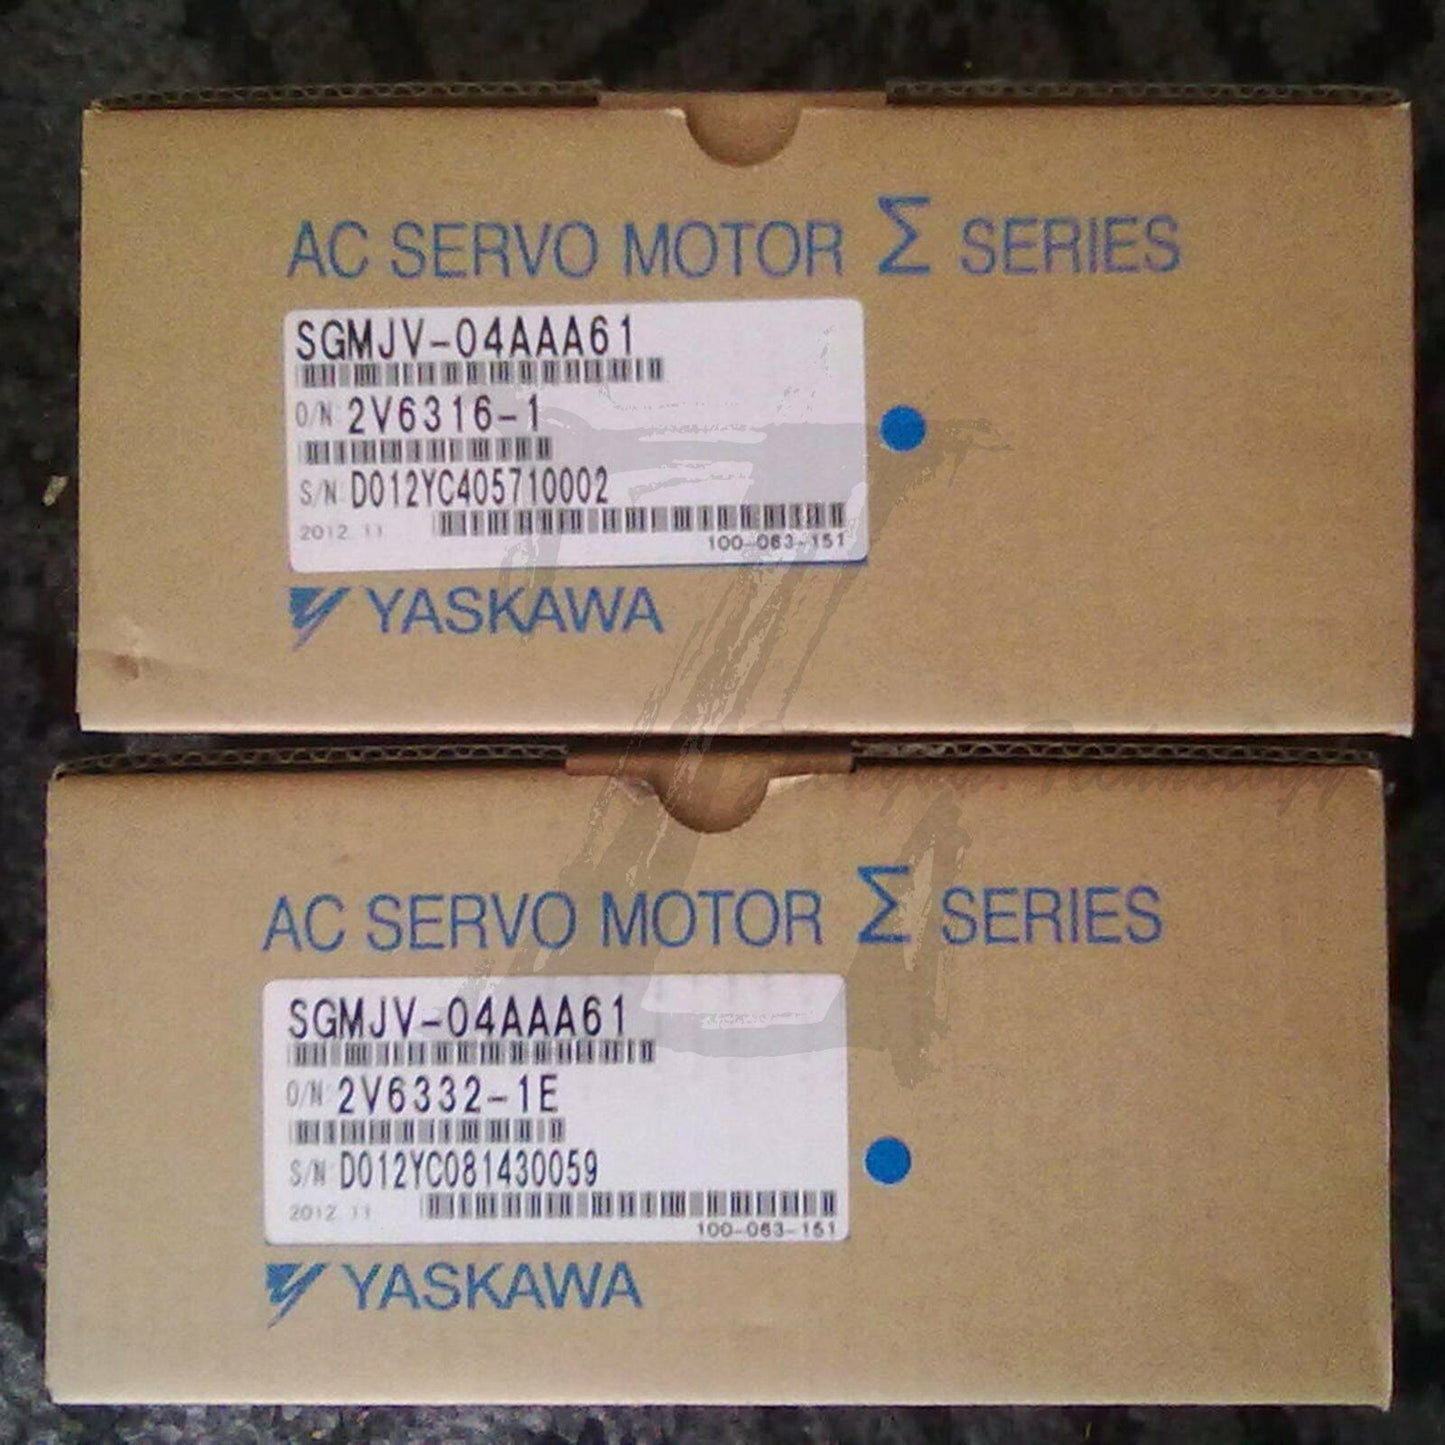 AC SERVO MOTOR Σ SERIES
SGMJV-04AAA61
O/N 2V6316-1
S/N D012YC405710002
2012.11
100-063-151
YASKAWA
Technology
AC SERVO MOTOR Σ SERIES
SGMJV-04AAA61
O/N 2V6332-1E
S/N D012YC081430059
2012.11
100-063-151
YASKAWA